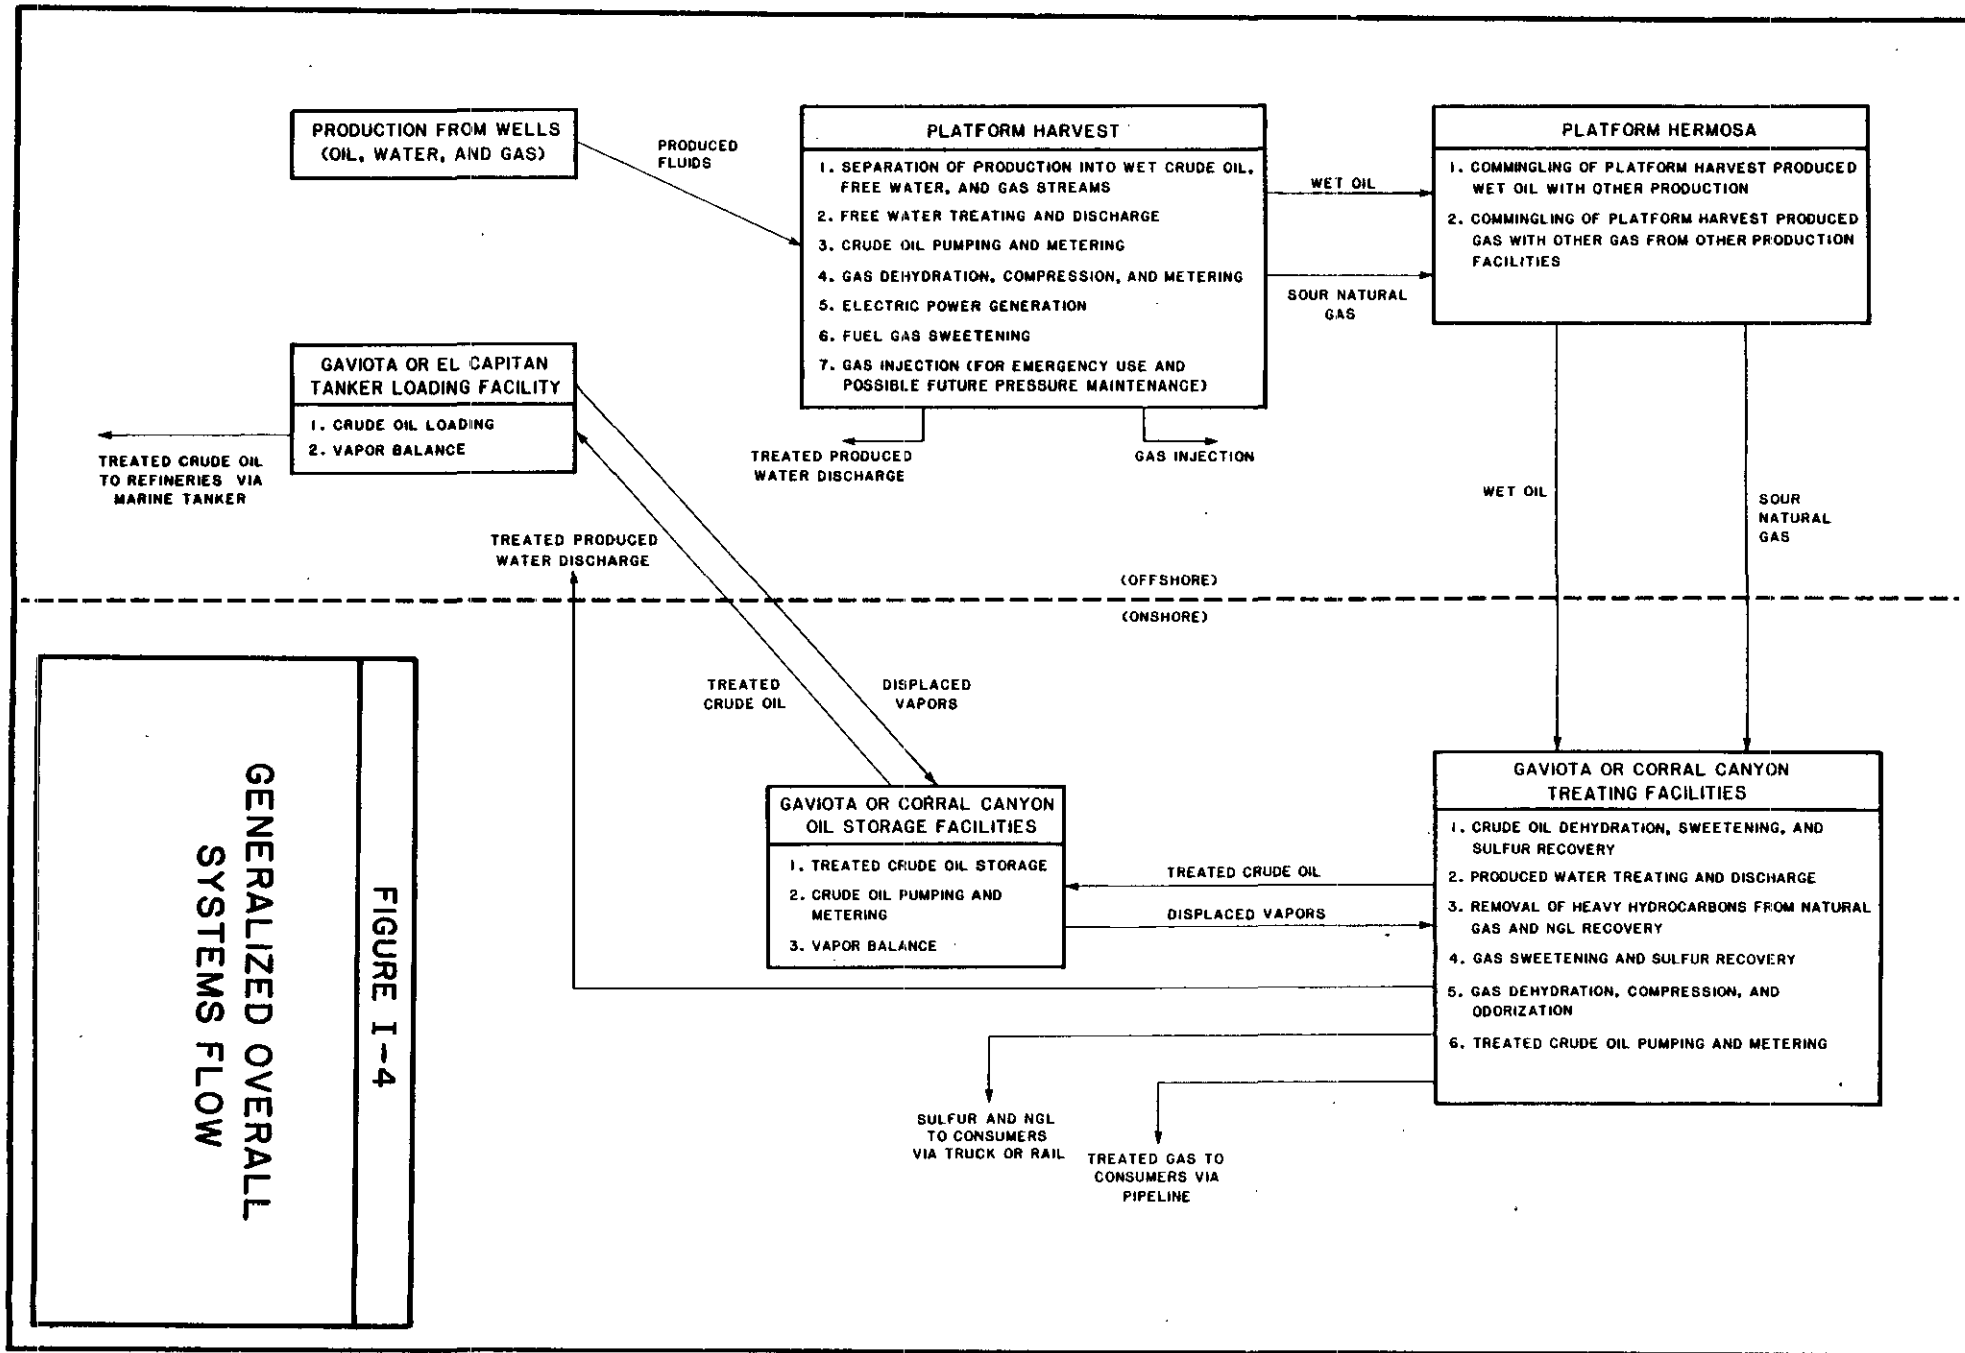 PRODUCTION FROM WELLS
(OIL, WATER, AND GAS)
PRODUCED
FLUIDS
PLATFORM HARVEST
1. SEPARATION OF PRODUCTION INTO WET CRUDE OIL,
FREE WATER, AND GAS STREAMS
2. FREE WATER TREATING AND DISCHARGE
3. CRUDE OIL PUMPING AND METERING
4. GAS DEHYDRATION, COMPRESSION, AND METERING
5. ELECTRIC POWER GENERATION
6. FUEL GAS SWEETENING
7. GAS INJECTION (FOR EMERGENCY USE AND
POSSIBLE FUTURE PRESSURE MAINTENANCE)
WET OIL
SOUR NATURAL
GAS
PLATFORM HERMOSA
1. COMMINGLING OF PLATFORM HARVEST PRODUCED
WET OIL WITH OTHER PRODUCTION
2. COMMINGLING OF PLATFORM HARVEST PRODUCED
GAS WITH OTHER GAS FROM OTHER PRODUCTION
FACILITIES
GAVIOTA OR EL CAPITAN
TANKER LOADING FACILITY
1. CRUDE OIL LOADING
2. VAPOR BALANCE
TREATED CRUDE OIL
TO REFINERIES VIA
MARINE TANKER
TREATED PRODUCED
WATER DISCHARGE
GAS INJECTION
WET OIL
SOUR
NATURAL
GAS
TREATED PRODUCED
WATER DISCHARGE
(OFFSHORE)
(ONSHORE)
TREATED
CRUDE OIL
DISPLACED
VAPORS
GAVIOTA OR CORRAL CANYON
OIL STORAGE FACILITIES
1. TREATED CRUDE OIL STORAGE
2. CRUDE OIL PUMPING AND
METERING
3. VAPOR BALANCE
TREATED CRUDE OIL
DISPLACED VAPORS
GAVIOTA OR CORRAL CANYON
TREATING FACILITIES
1. CRUDE OIL DEHYDRATION, SWEETENING, AND
SULFUR RECOVERY
2. PRODUCED WATER TREATING AND DISCHARGE
3. REMOVAL OF HEAVY HYDROCARBONS FROM NATURAL
GAS AND NGL RECOVERY
4. GAS SWEETENING AND SULFUR RECOVERY
5. GAS DEHYDRATION, COMPRESSION, AND
ODORIZATION
6. TREATED CRUDE OIL PUMPING AND METERING
SULFUR AND NGL
TO CONSUMERS
VIA TRUCK OR RAIL
TREATED GAS TO
CONSUMERS VIA
PIPELINE
FIGURE I-4
GENERALIZED OVERALL
SYSTEMS FLOW